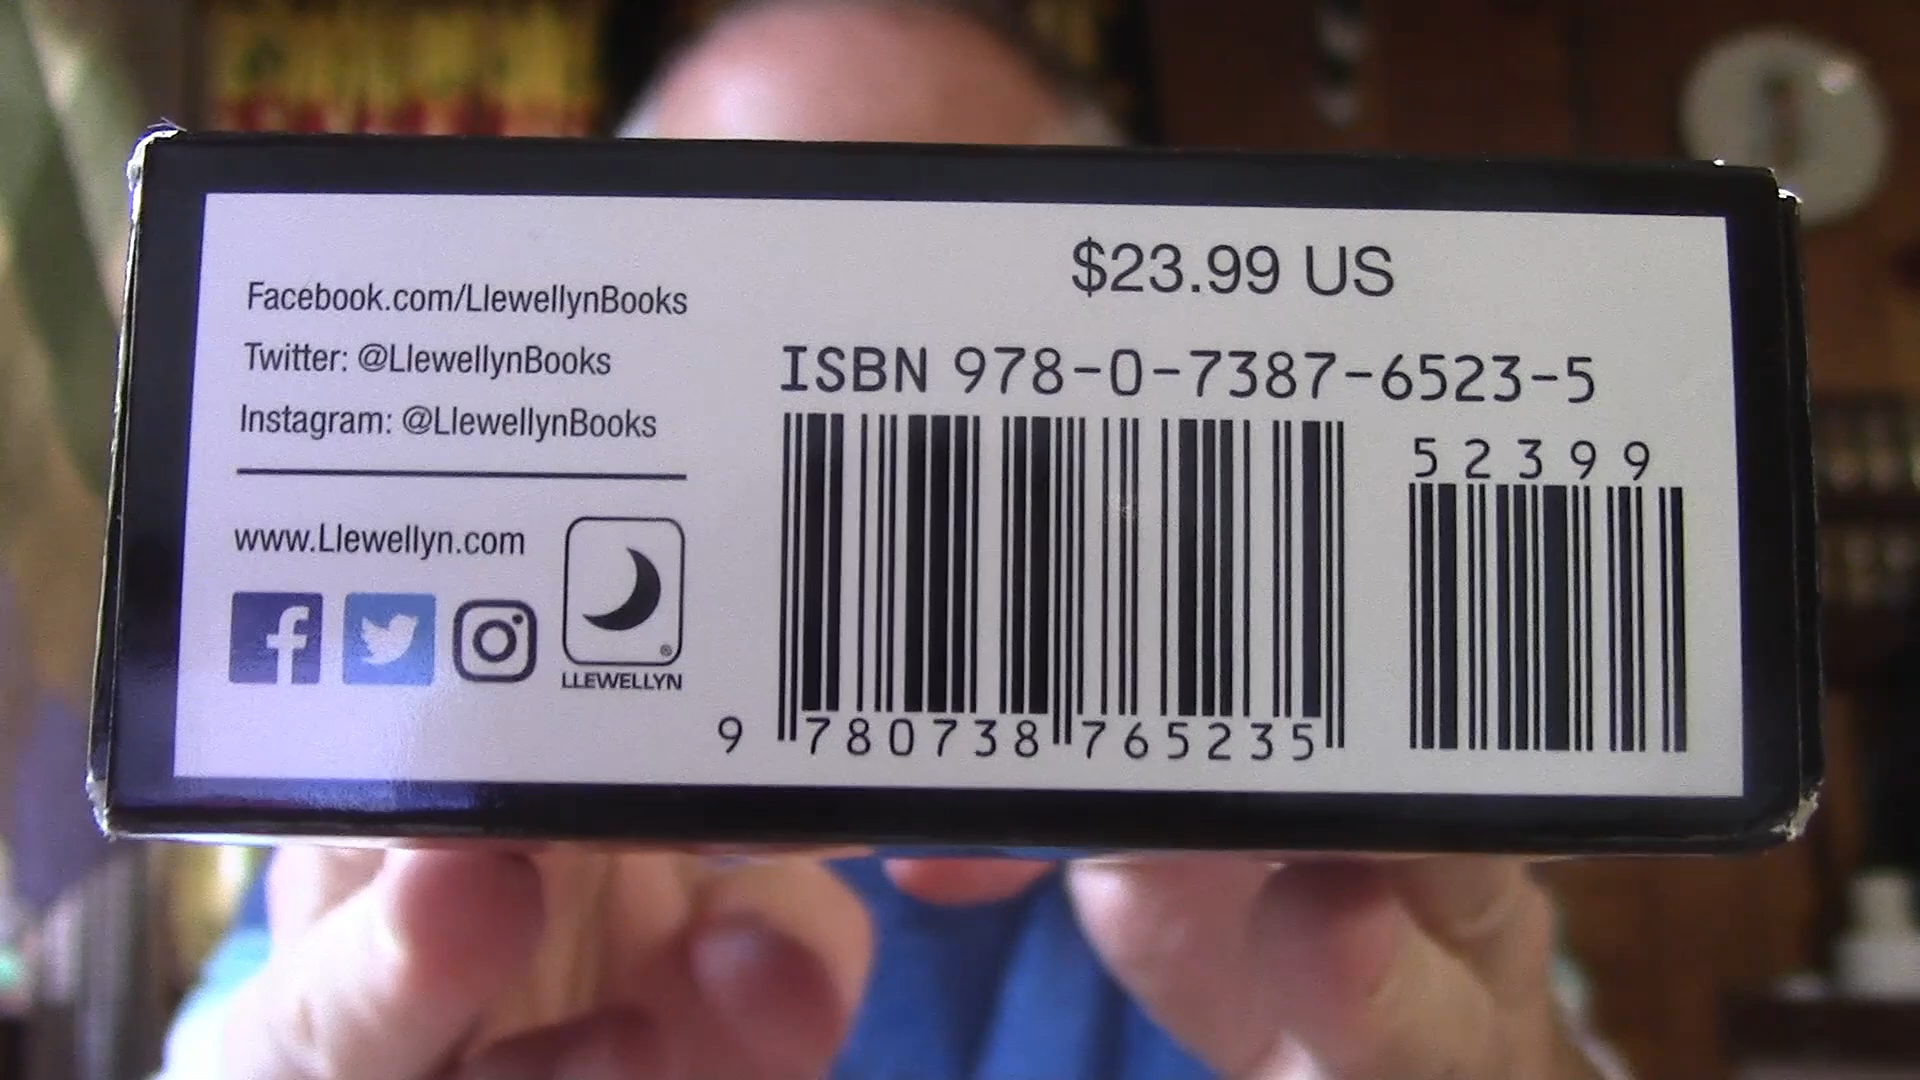 Facebook.com/LlewellynBooks
Twitter: @LlewellynBooks
Instagram: @LlewellynBooks
www.Llewellyn.com
®
LLEWELLYN
$23.99 US
ISBN 978-0-7387-6523-5
52399
9 780738 765235